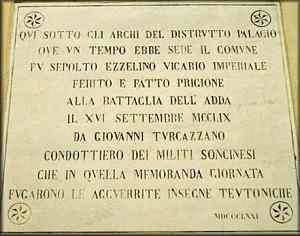 QVI SOTTO GLI ARCHI DEL DISTRVTTO PALAGIO
OVE VN TEMPO EBBE SEDE IL COMVNE
FV SEPOLTO EZZELINO VICARIO IMPERIALE
FERITO E FATTO PRIGIONE
ALLA BATTAGLIA DELL'ADDA
IL XVI SETTEMBRE MCCLIX
DA GIOVANNI TVRCAZZANO
CONDOTTIERO DEI MILITI SONCINESI
CHE IN QVELLA MEMORANDA GIORNATA
FVGARONO LE AGGVERRITE INSEGNE TEVTONICHE
MDCCCLXXI